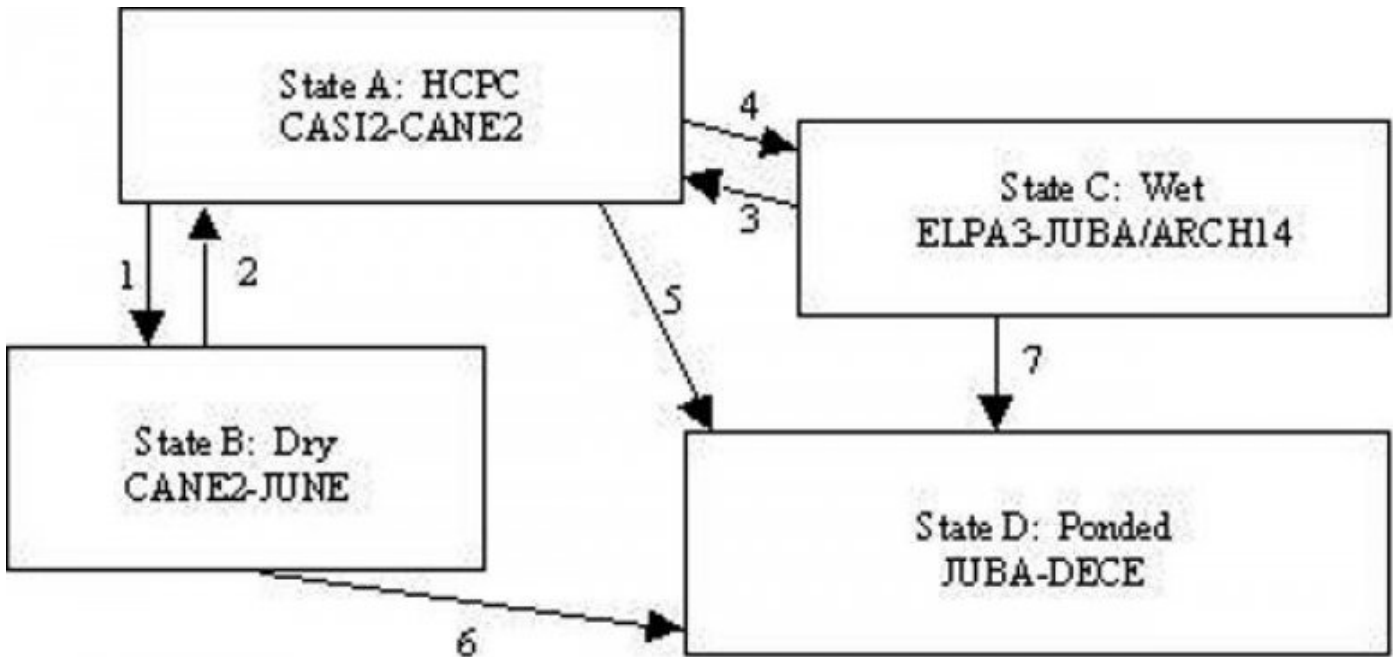 State A: HCPC
CASI2-CANE2
4
State C: Wet
ELPA3-JUBA/ARCH14
3
1
2
5
7
State B: Dry
CANE2-JUNE
State D: Ponded
JUBA-DECE
6